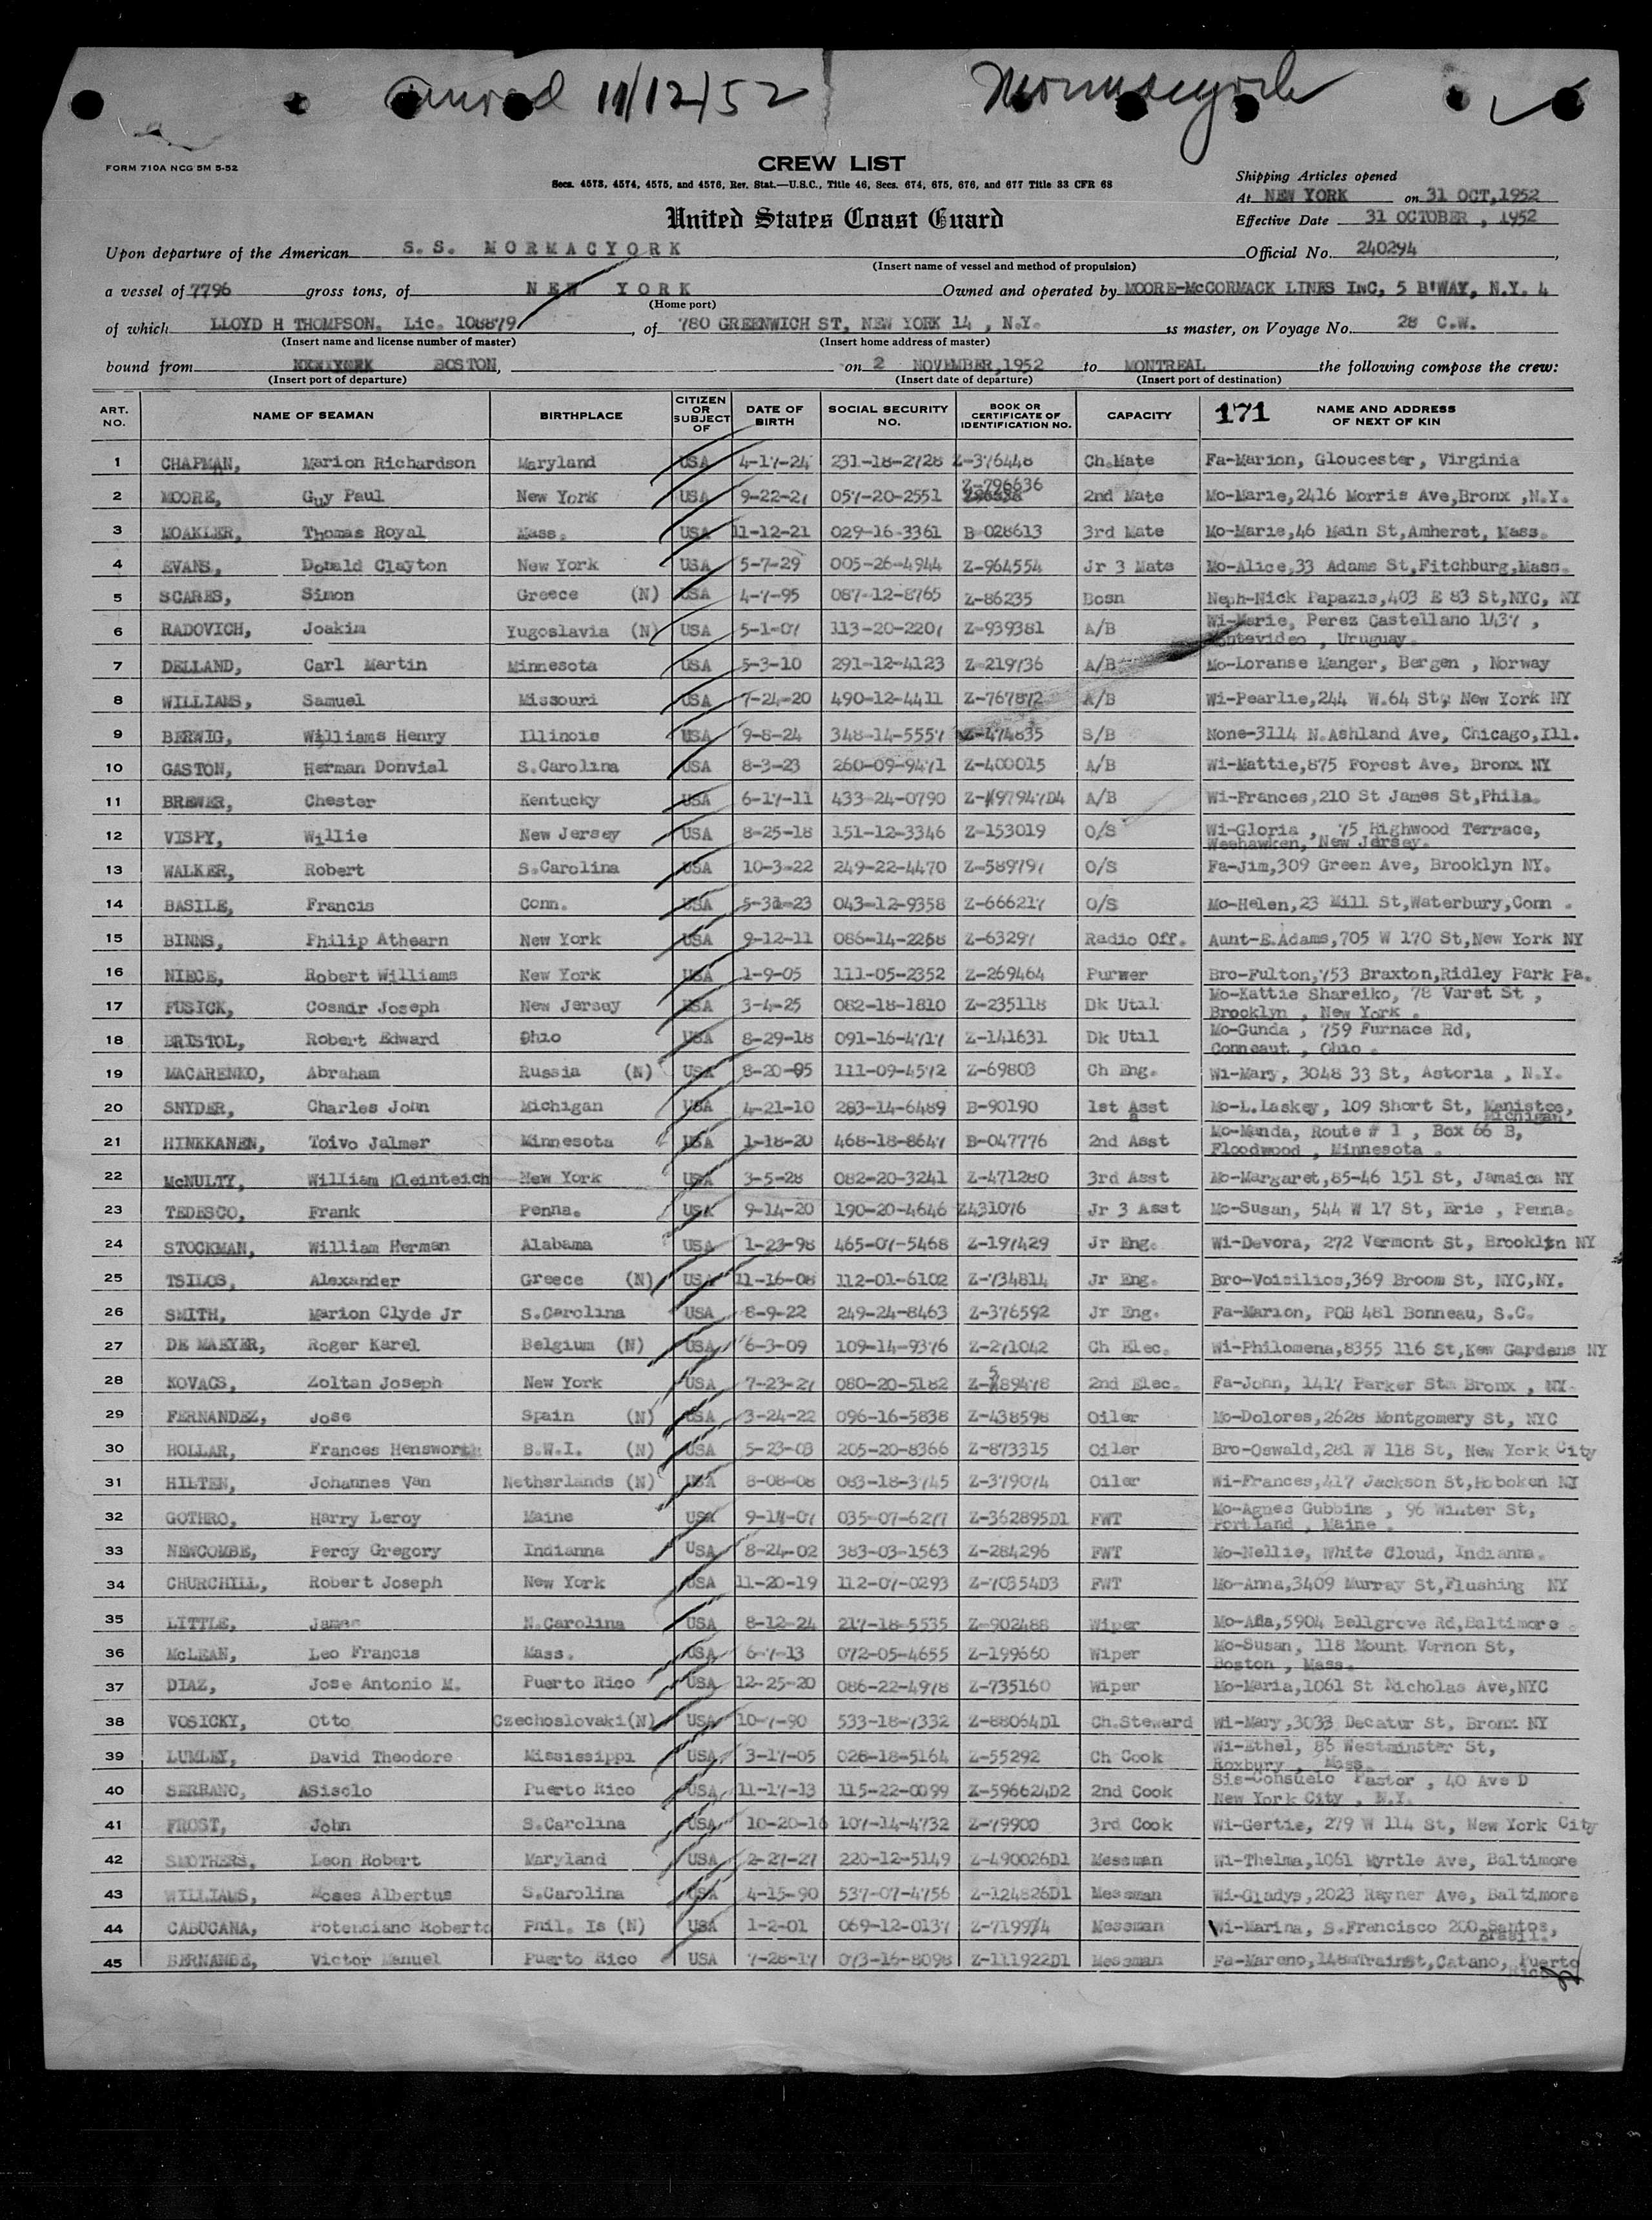 arrived 11/12/52 Mormacyork
FORM 710A NCG 5M 5-52
CREW LIST
Secs. 4573, 4574, 4575, and 4576, Rev. Stat.—U.S.C., Title 46, Secs. 674, 675, 676, and 677 Title 33 CFR 68
United States Coast Guard
Shipping Articles opened
At NEW YORK on 31 OCT,1952
Effective Date 31 OCTOBER , 1952
Upon departure of the American S.S. MORMACYORK Official No. 240294,
(Insert name of vessel and method of propulsion)
a vessel of 7796 gross tons, of NEW YORK Owned and operated by MOORE-McCORMACK LINES INC, 5 B'WAY, N.Y. 4
(Home port)
of which LLOYD H THOMPSON. Lic. 108879, of 780 GREENWICH ST, NEW YORK 14 , N.Y. is master, on Voyage No. 28 C.W.
(Insert name and license number of master) (Insert home address of master)
bound from BOSTON, on 2 NOVEMBER,1952 to MONTREAL the following compose the crew:
(Insert port of departure) (Insert date of departure) (Insert port of destination)
ART. NO. NAME OF SEAMAN BIRTHPLACE CITIZEN OR SUBJECT OF DATE OF BIRTH SOCIAL SECURITY NO. BOOK OR CERTIFICATE OF IDENTIFICATION NO. CAPACITY 171 NAME AND ADDRESS OF NEXT OF KIN
1 CHAPMAN, Marion Richardson Maryland USA 4-17-24 231-18-2728 Z-376448 Ch.Mate Fa-Marion, Gloucester, Virginia
2 MOORE, Guy Paul New York USA 9-22-27 057-20-2551 Z-796636 2nd Mate Mo-Marie,2416 Morris Ave,Bronx ,N.Y.
3 MOAKLER, Thomas Royal Mass. USA 11-12-21 029-16-3361 B-028613 3rd Mate Mo-Marie,46 Main St,Amherst, Mass.
4 EVANS, Donald Clayton New York USA 5-7-29 005-26-4944 Z-964554 Jr 3 Mate Mo-Alice,33 Adams St,Fitchburg,Mass.
5 SCARES, Simon Greece (N) USA 4-7-95 087-12-8765 Z-86235 Bosn Neph-Nick Papazis,403 E 83 St,NYC, NY
6 RADOVICH, Joakim Yugoslavia (N) USA 5-1-07 113-20-2207 Z-939381 A/B Wi-Marie, Perez Castellano 1437 ,
Montevideo , Uruguay.
7 DELLAND, Carl Martin Minnesota USA 5-3-10 291-12-4123 Z-219736 A/B Mo-Loranse Manger, Bergen , Norway
8 WILLIAMS, Samuel Missouri USA 7-24-20 490-12-4411 Z-767872 A/B Wi-Pearlie,244 W.64 St, New York NY
9 BERWIG, Williams Henry Illinois USA 9-8-24 348-14-5557 Z-474835 S/B None-3114 N.Ashland Ave, Chicago,Ill.
10 GASTON, Herman Donvial S.Carolina USA 8-3-23 260-09-9471 Z-400015 A/B Wi-Mattie,875 Forest Ave, Bronx NY
11 BREWER, Chester Kentucky USA 6-17-11 433-24-0790 Z-497947D4 A/B Wi-Frances,210 St James St,Phila.
12 VISPY, Willie New Jersey USA 8-25-18 151-12-3346 Z-153019 O/S Wi-Gloria , 75 Highwood Terrace,
Weehawken, New Jersey.
13 WALKER, Robert S.Carolina USA 10-3-22 249-22-4470 Z-589797 O/S Fa-Jim,309 Green Ave, Brooklyn NY.
14 BASILE, Francis Conn. USA 5-31-23 043-12-9358 Z-666217 O/S Mo-Helen,23 Mill St,Waterbury,Conn .
15 BINNS, Philip Athearn New York USA 9-12-11 086-14-2268 Z-63297 Radio Off. Aunt-E.Adams,705 W 170 St,New York NY
16 NIECE, Robert Williams New York USA 1-9-05 111-05-2352 Z-269464 Purwer Bro-Fulton,753 Braxton,Ridley Park Pa.
17 FUSICK, Cosmir Joseph New Jersey USA 3-4-25 082-18-1810 Z-235118 Dk Util Mo-Kattie Shareiko, 78 Varet St ,
Brooklyn , New York .
18 BRISTOL, Robert Edward Ohio USA 8-29-18 091-16-4717 Z-141631 Dk Util Mo-Gunda , 759 Furnace Rd,
Conneaut , Ohio .
19 MACARENKO, Abraham Russia (N) USA 8-20-95 111-09-4572 Z-69803 Ch Eng. Wi-Mary, 3048 33 St, Astoria , N.Y.
20 SNYDER, Charles John Michigan USA 4-21-10 283-14-6489 B-90190 1st Asst Mo-L.Laskey, 109 Short St, Manistee,
Michigan
21 HINKKANEN, Toivo Jalmer Minnesota USA 1-18-20 468-18-8647 B-047776 2nd Asst Mo-Manda, Route # 1 , Box 66 B,
Floodwood , Minnesota .
22 McNULTY, William Kleinteich New York USA 3-5-28 082-20-3241 Z-471280 3rd Asst Mo-Margaret,85-46 151 St, Jamaica NY
23 TEDESCO, Frank Penna. USA 9-14-20 190-20-4646 Z431076 Jr 3 Asst Mo-Susan, 544 W 17 St, Erie , Penna.
24 STOCKMAN, William Herman Alabama USA 1-23-98 465-07-5468 Z-197429 Jr Eng. Wi-Devora, 272 Vermont St, Brooklyn NY
25 TSILOS, Alexander Greece (N) USA 11-16-08 112-01-6102 Z-734814 Jr Eng. Bro-Voisilios,369 Broom St, NYC,NY.
26 SMITH, Marion Clyde Jr S.Carolina USA 8-9-22 249-24-8463 Z-376592 Jr Eng. Fa-Marion, POB 481 Bonneau, S.C.
27 DE MAEYER, Roger Karel Belgium (N) USA 6-3-09 109-14-9376 Z-271042 Ch Elec. Wi-Philomena,8355 116 St,Kew Gardens NY
28 KOVACS, Zoltan Joseph New York USA 7-23-27 080-20-5182 Z-589478 2nd Elec. Fa-John, 1417 Parker St. Bronx , NY.
29 FERNANDEZ, Jose Spain (N) USA 3-24-22 096-16-5838 Z-438598 Oiler Mo-Dolores,2628 Montgomery St, NYC
30 HOLLAR, Frances Hensworth B.W.I. (N) USA 5-23-03 205-20-8366 Z-873315 Oiler Bro-Oswald,281 W 118 St, New York City
31 HILTEN, Johannes Van Netherlands (N) USA 8-08-08 083-18-3745 Z-379074 Oiler Wi-Frances,417 Jackson St,Hoboken NJ
32 GOTHRO, Harry Leroy Maine USA 9-14-07 035-07-6277 Z-362895D1 FWT Mo-Agnes Gubbins , 96 Winter St,
Portland , Maine .
33 NEWCOMBE, Percy Gregory Indianna USA 8-24-02 383-03-1563 Z-284296 FWT Mo-Nellie, White Cloud, Indianna.
34 CHURCHILL, Robert Joseph New York USA 11-20-19 112-07-0293 Z-70354D3 FWT Mo-Anna,3409 Murray St,Flushing NY
35 LITTLE, James N.Carolina USA 8-12-24 217-18-5535 Z-902488 Wiper Mo-Ada,5904 Bellgrove Rd,Baltimore .
36 McLEAN, Leo Francis Mass. USA 6-7-13 072-05-4655 Z-199660 Wiper Mo-Susan, 118 Mount Vernon St,
Boston , Mass.
37 DIAZ, Jose Antonio M. Puerto Rico USA 12-25-20 086-22-4978 Z-735160 Wiper Mo-Maria,1061 St Nicholas Ave,NYC
38 VOSICKY, Otto Czechoslovaki(N) USA 10-7-90 533-18-7332 Z-88064D1 Ch.Steward Wi-Mary,3033 Decatur St, Bronx NY
39 LUMLEY, David Theodore Mississippi USA 3-17-05 028-18-5164 Z-55292 Ch Cook Wi-Ethel, 86 Westminster St,
Roxbury , Mass.
40 SERRANO, ASisclo Puerto Rico USA 11-17-13 115-22-0099 Z-596624D2 2nd Cook Sis-Consuelo Pastor , 40 Ave D
New York City , N.Y.
41 FROST, John S.Carolina USA 10-20-16 107-14-4732 Z-79900 3rd Cook Wi-Gertie, 279 W 114 St, New York City
42 SMOTHERS, Leon Robert Maryland USA 2-27-27 220-12-5149 Z-490026D1 Messman Wi-Thelma,1061 Myrtle Ave, Baltimore
43 WILLIAMS, Moses Albertus S.Carolina USA 4-15-90 537-07-4756 Z-124826D1 Messman Wi-Gladys,2023 Rayner Ave, Baltimore
44 CABUCANA, Potenciano Roberto Phil. Is (N) USA 1-2-01 069-12-0137 Z-719974 Messman Wi-Marina, S.Francisco 200 Santos,
Brasil.
45 BERNANDE, Victor Manuel Puerto Rico USA 7-28-17 073-16-8098 Z-111922D1 Messman Fa-Mareno, Catano, Puerto
Rico